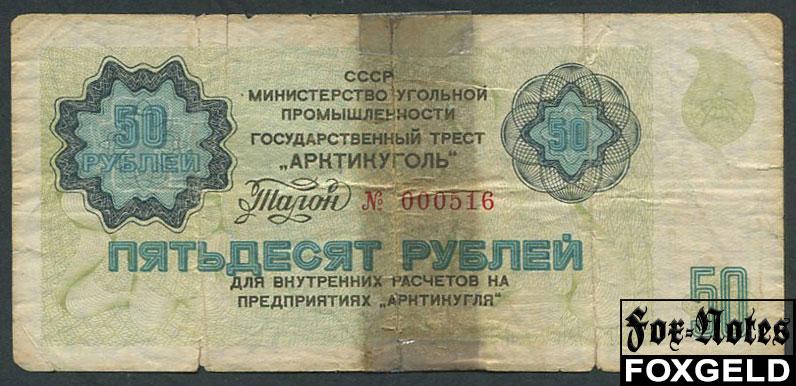 СССР
МИНИСТЕРСТВО УГОЛЬНОЙ
ПРОМЫШЛЕННОСТИ
ГОСУДАРСТВЕННЫЙ ТРЕСТ
„АРКТИКУГОЛЬ"
50
РУБЛЕЙ
50
Талон № 000516
ПЯТЬДЕСЯТ РУБЛЕЙ
ДЛЯ ВНУТРЕННИХ РАСЧЕТОВ НА
ПРЕДПРИЯТИЯХ „АРКТИКУГЛЯ"
50
Fox-Notes
FOXGELD